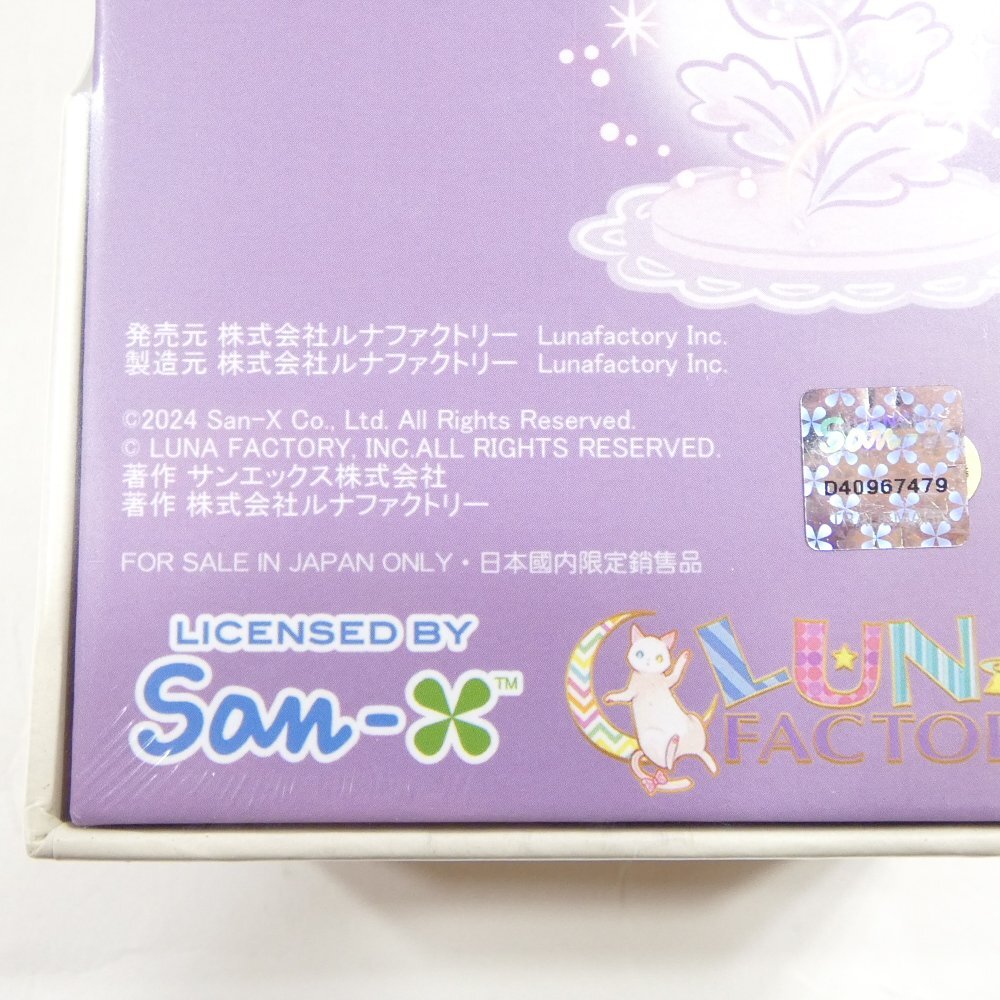 発売元 株式会社ルナファクトリー Lunafactory Inc.
製造元 株式会社ルナファクトリー Lunafactory Inc.
©2024 San-X Co., Ltd. All Rights Reserved.
© LUNA FACTORY, INC.ALL RIGHTS RESERVED.
著作 サンエックス株式会社
著作 株式会社ルナファクトリー
San
D40967479
FOR SALE IN JAPAN ONLY・日本國内限定銷售品
LICENSED BY
San-X™
LUNA
FACTOR